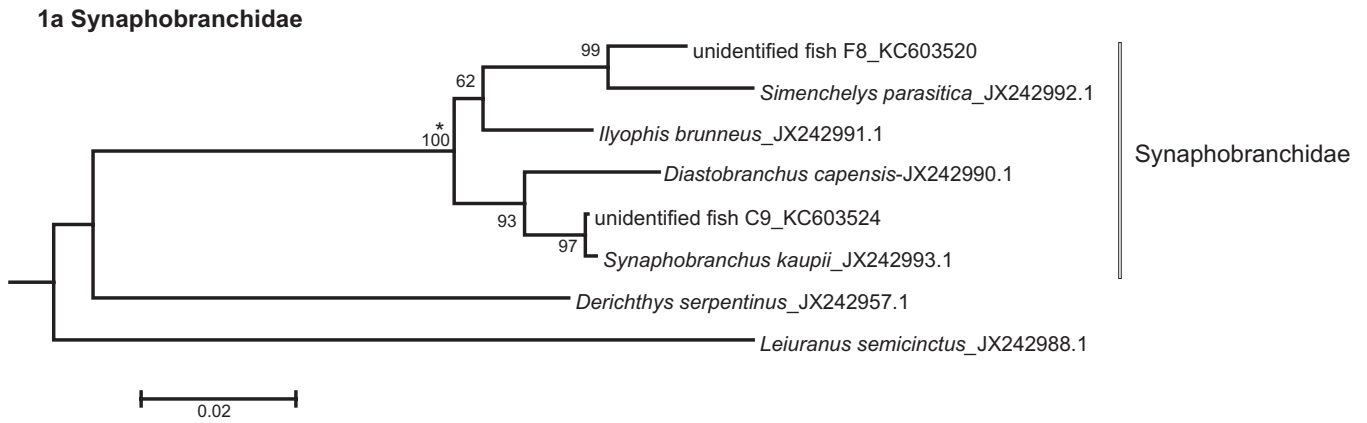 1a Synaphobranchidae
99
unidentified fish F8_KC603520
62
Simenchelys parasitica_JX242992.1
*
100
Ilyophis brunneus_JX242991.1
Synaphobranchidae
Diastobranchus capensis-JX242990.1
93
unidentified fish C9_KC603524
97
Synaphobranchus kaupii_JX242993.1
Derichthys serpentinus_JX242957.1
Leiuranus semicinctus_JX242988.1
0.02